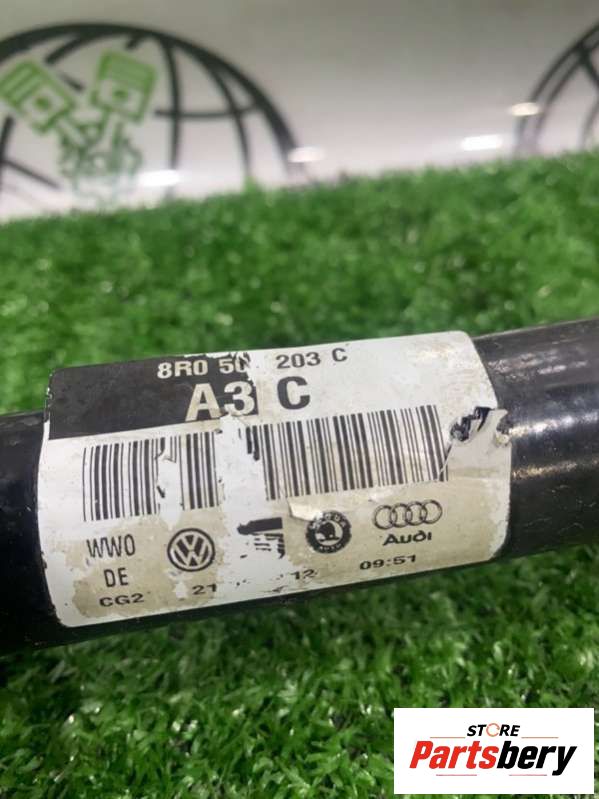 8R0 50 203 C
A3 C
WWO
DE
CG2
Audi
21 12
09:51
STORE
Partsbery